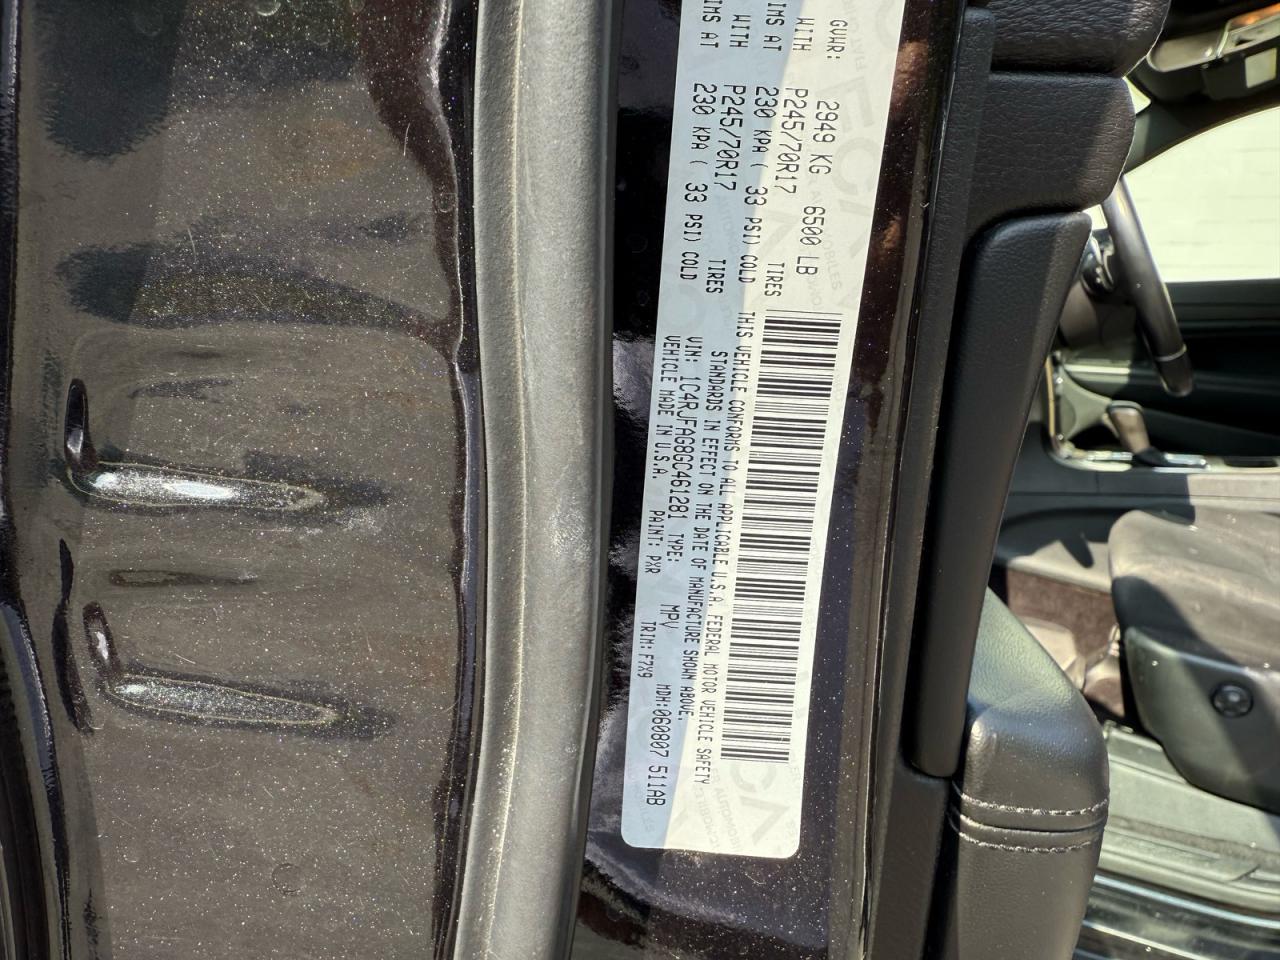 GVWR: 2949 KG 6500 LB
WITH P245/70R17 TIRES
IMS AT 230 KPA ( 33 PSI) COLD
WITH P245/70R17 TIRES
IMS AT 230 KPA ( 33 PSI) COLD
THIS VEHICLE CONFORMS TO ALL APPLICABLE U.S.A. FEDERAL MOTOR VEHICLE SAFETY
STANDARDS IN EFFECT ON THE DATE OF MANUFACTURE SHOWN ABOVE.
VIN: 1C4RJFAG8GC461281 TYPE: MPV MDH:060807 511AB
VEHICLE MADE IN U.S.A. PAINT: PXR TRIM: F7X9